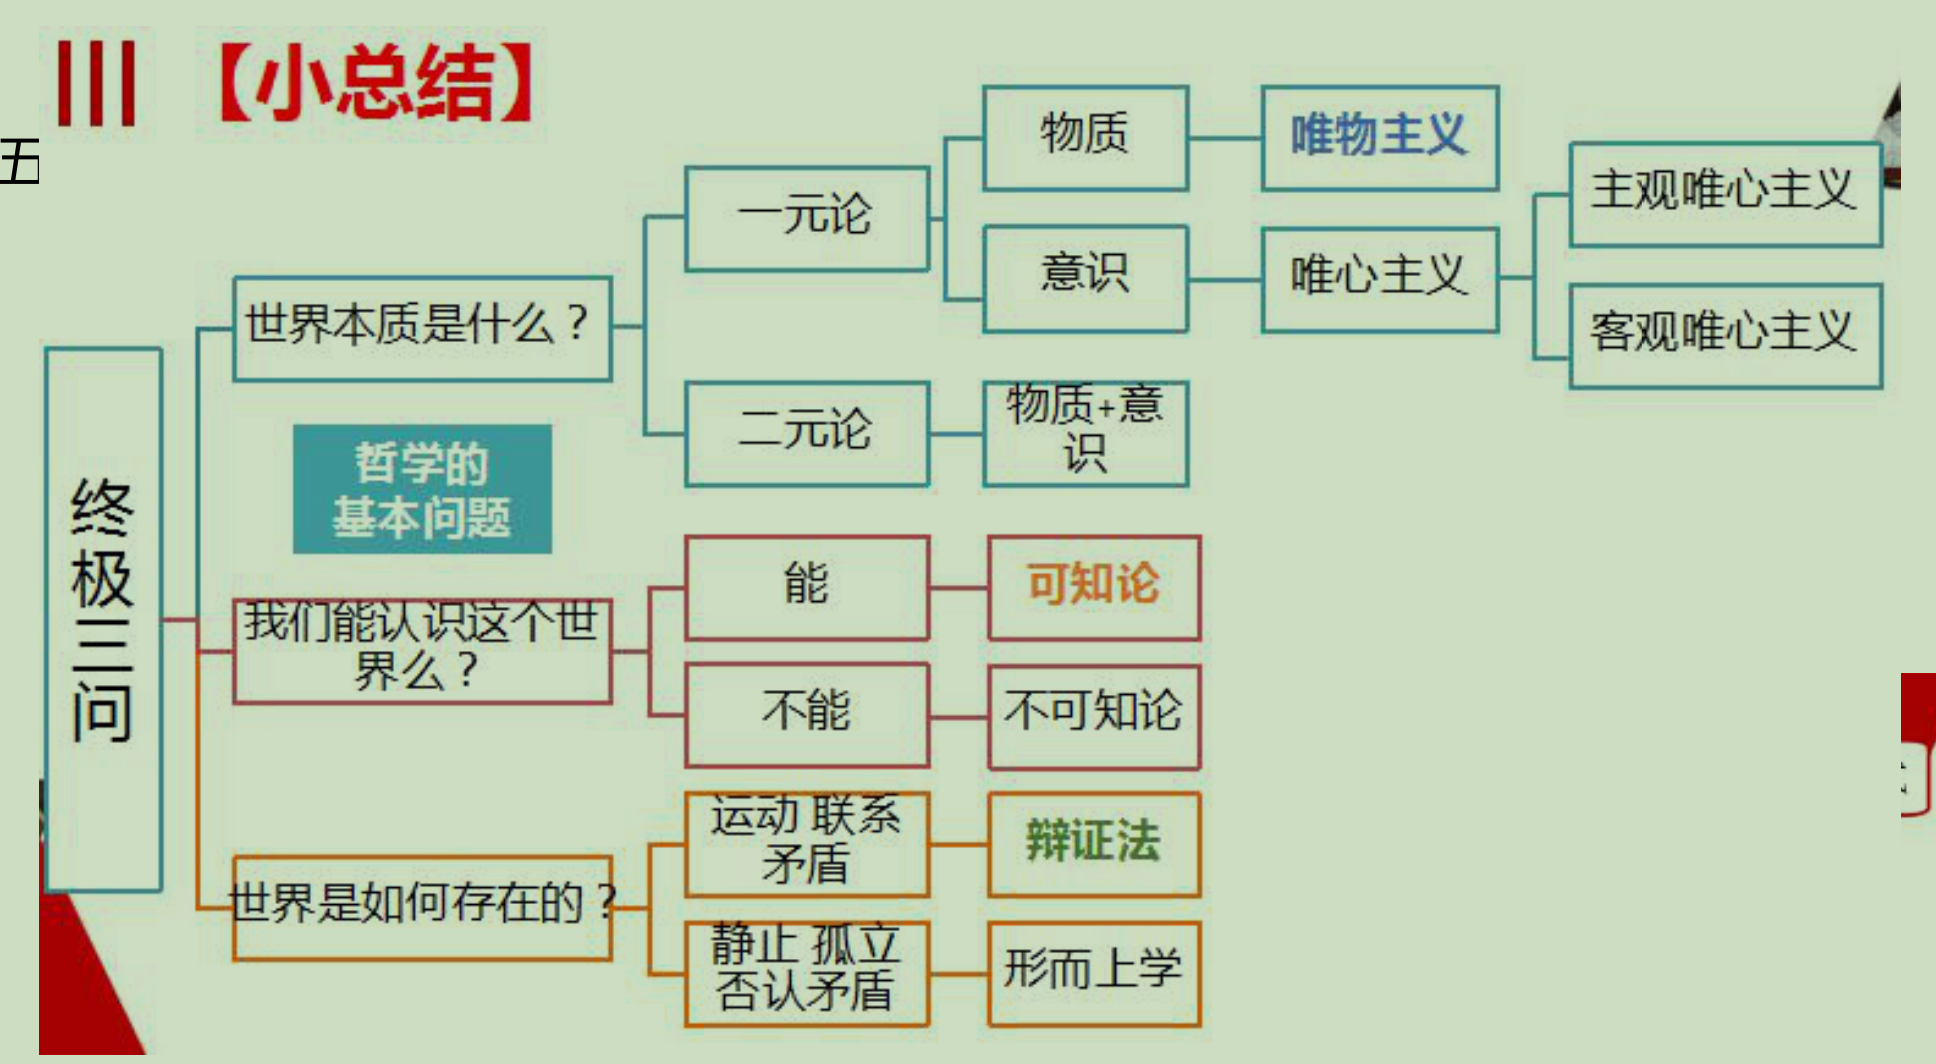 【小总结】
五
终极三问
世界本质是什么？
一元论
物质
唯物主义
意识
唯心主义
主观唯心主义
客观唯心主义
二元论
物质+意
识
哲学的
基本问题
我们能认识这个世
界么？
能
可知论
不能
不可知论
世界是如何存在的？
运动 联系
矛盾
辩证法
静止 孤立
否认矛盾
形而上学